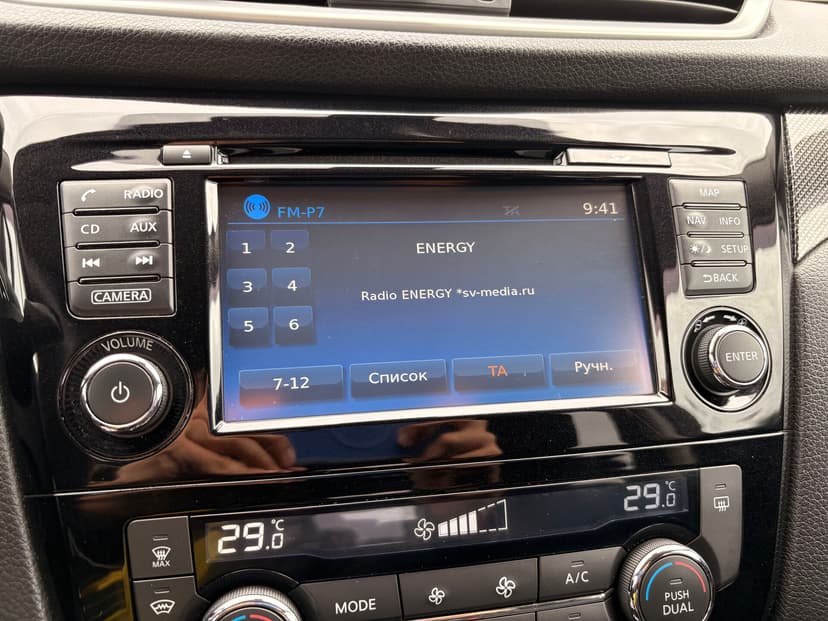 RADIO
CD AUX
CAMERA
VOLUME
FM-P7 TA 9:41
1 2
ENERGY
3 4
Radio ENERGY *sv-media.ru
5 6
7-12 Список TA Ручн.
MAP
NAV INFO
SETUP
BACK
ENTER
29.0°C
29.0°C
MAX
MODE
A/C
PUSH
DUAL